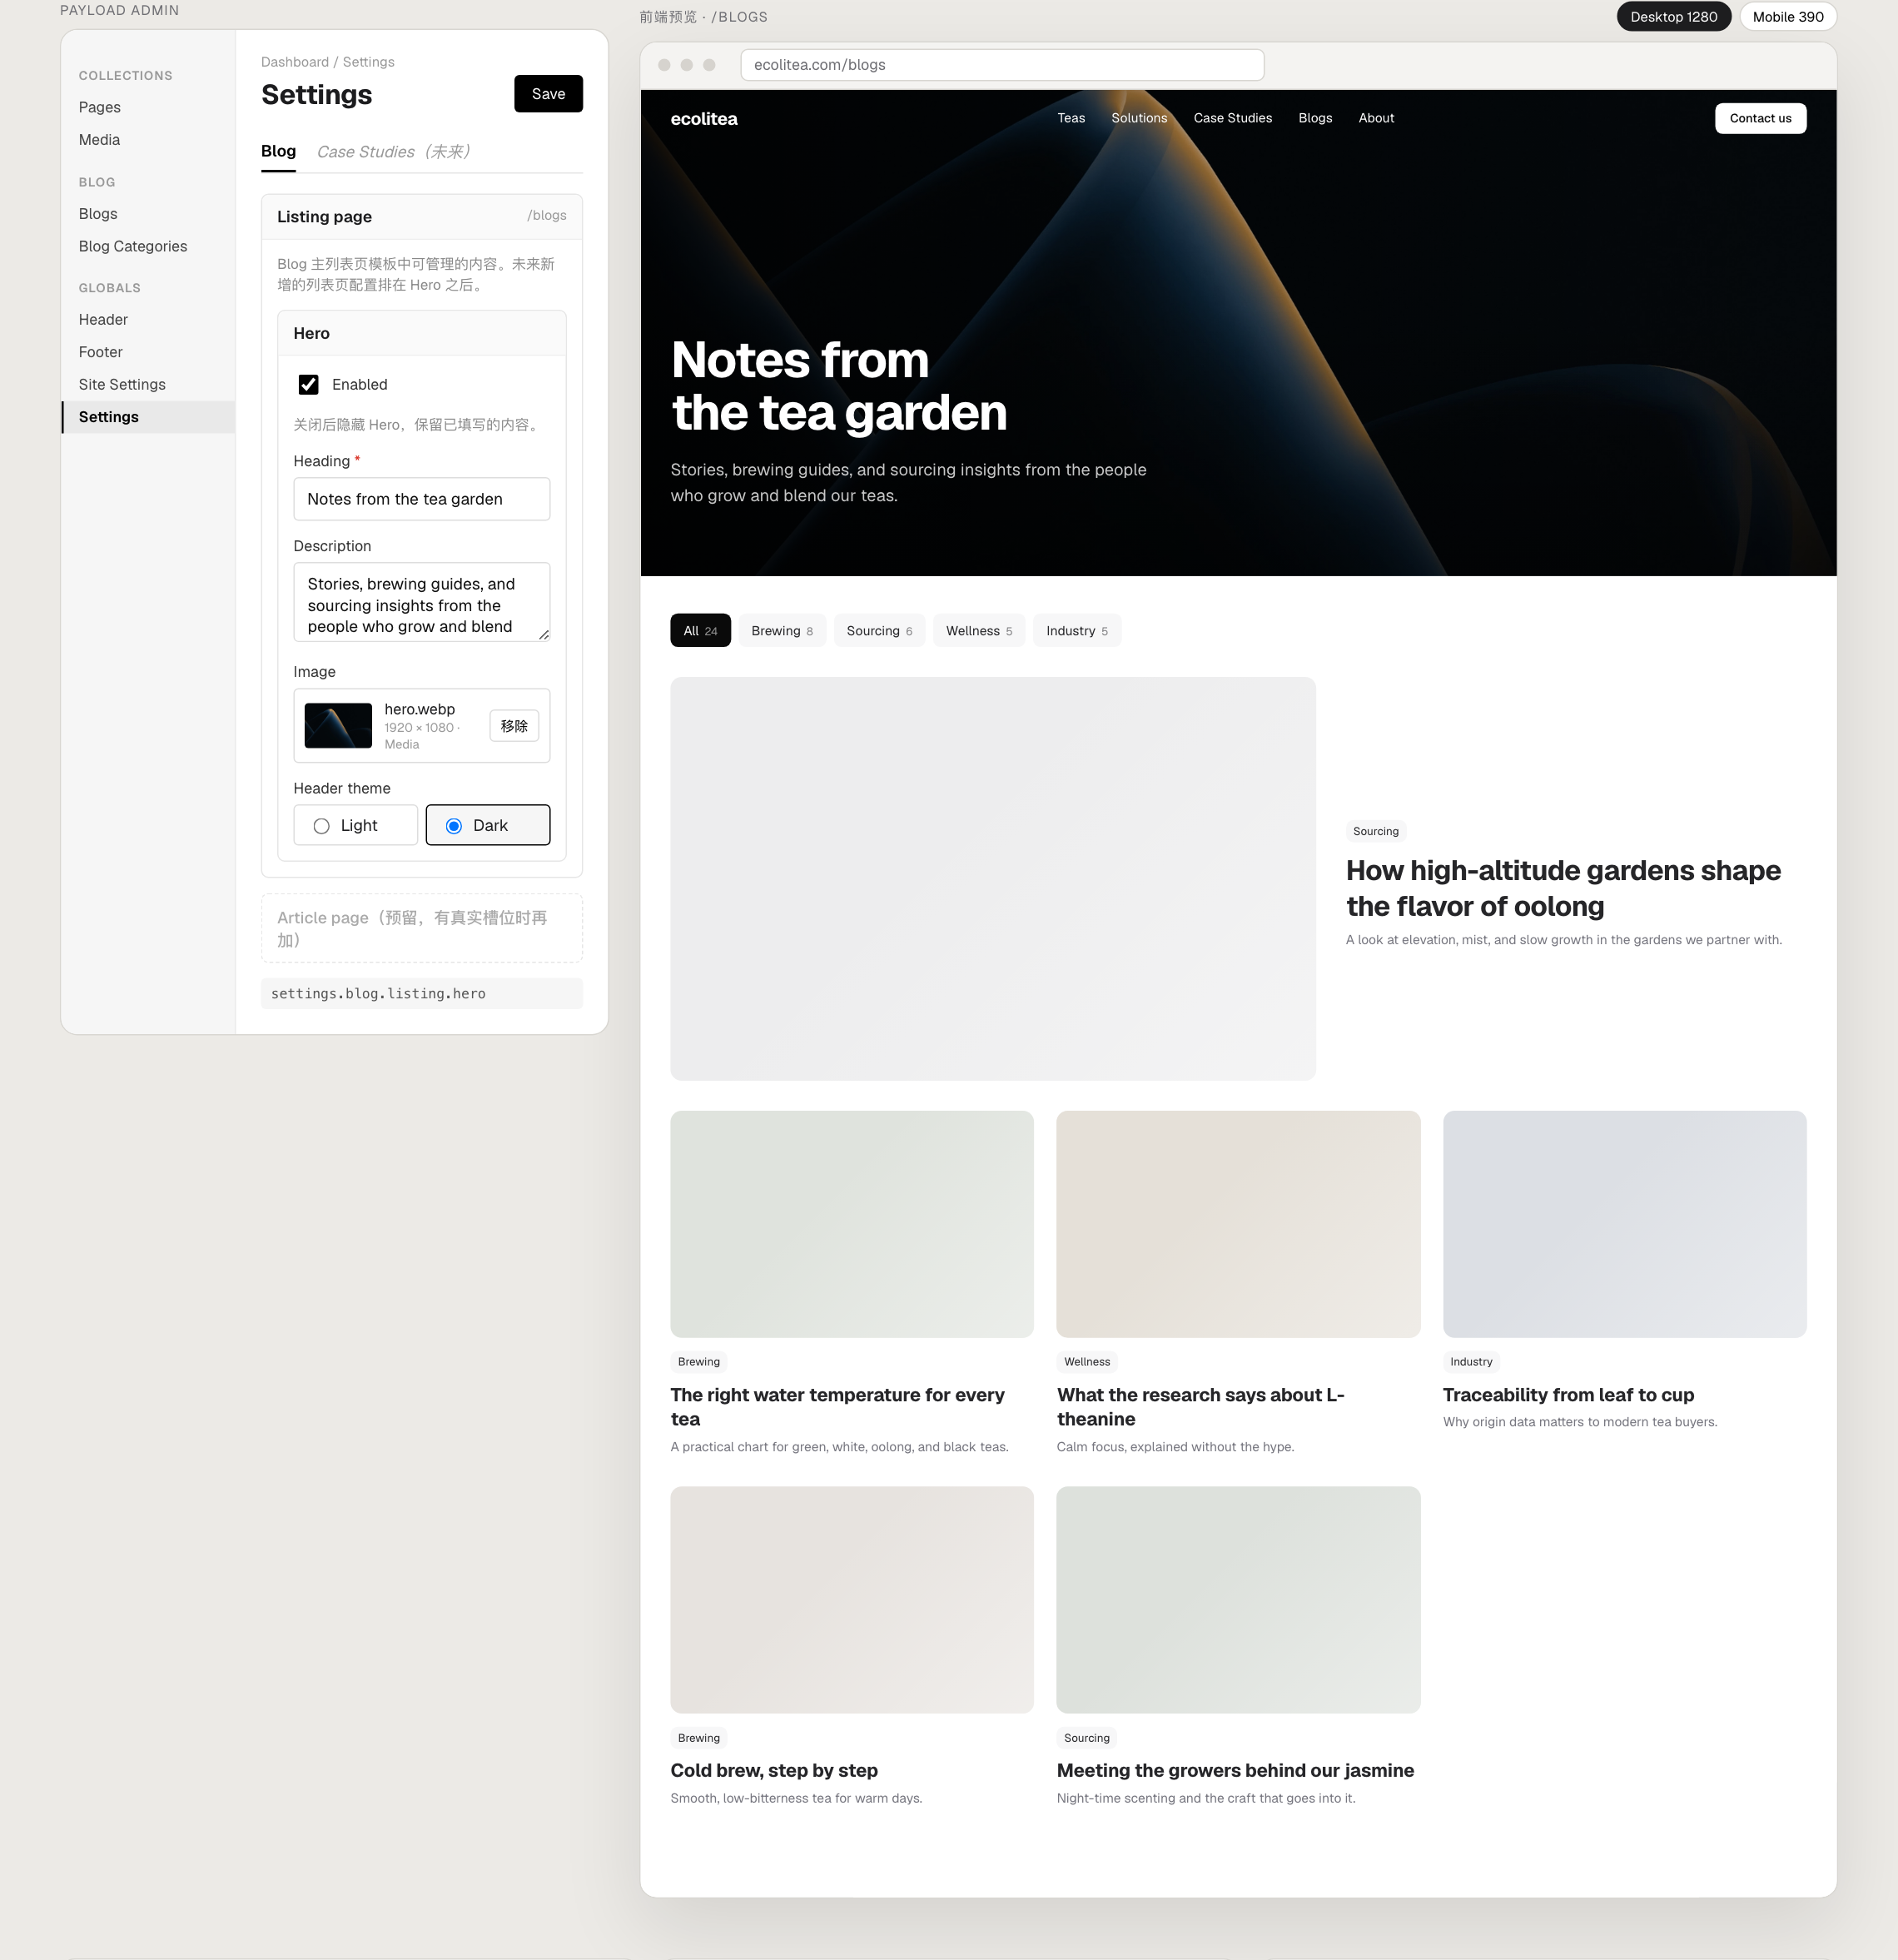 PAYLOAD ADMIN
COLLECTIONS
Pages
Media
BLOG
Blogs
Blog Categories
GLOBALS
Header
Footer
Site Settings
Settings
Dashboard / Settings
Settings
Save
Blog
Case Studies（未来）
Listing page
/blogs
Blog 主列表页模板中可管理的内容。未来新
增的列表页配置排在 Hero 之后。
Hero
Enabled
关闭后隐藏 Hero，保留已填写的内容。
Heading *
Notes from the tea garden
Description
Stories, brewing guides, and
sourcing insights from the
people who grow and blend
Image
hero.webp
1920 × 1080 ·
Media
移除
Header theme
Light
Dark
Article page（预留，有真实槽位时再
加）
settings.blog.listing.hero
前端预览 · /BLOGS
Desktop 1280
Mobile 390
ecolitea.com/blogs
ecolitea
Teas
Solutions
Case Studies
Blogs
About
Contact us
Notes from
the tea garden
Stories, brewing guides, and sourcing insights from the people
who grow and blend our teas.
All 24
Brewing 8
Sourcing 6
Wellness 5
Industry 5
Sourcing
How high-altitude gardens shape
the flavor of oolong
A look at elevation, mist, and slow growth in the gardens we partner with.
Brewing
The right water temperature for every
tea
A practical chart for green, white, oolong, and black teas.
Wellness
What the research says about L-
theanine
Calm focus, explained without the hype.
Industry
Traceability from leaf to cup
Why origin data matters to modern tea buyers.
Brewing
Cold brew, step by step
Smooth, low-bitterness tea for warm days.
Sourcing
Meeting the growers behind our jasmine
Night-time scenting and the craft that goes into it.